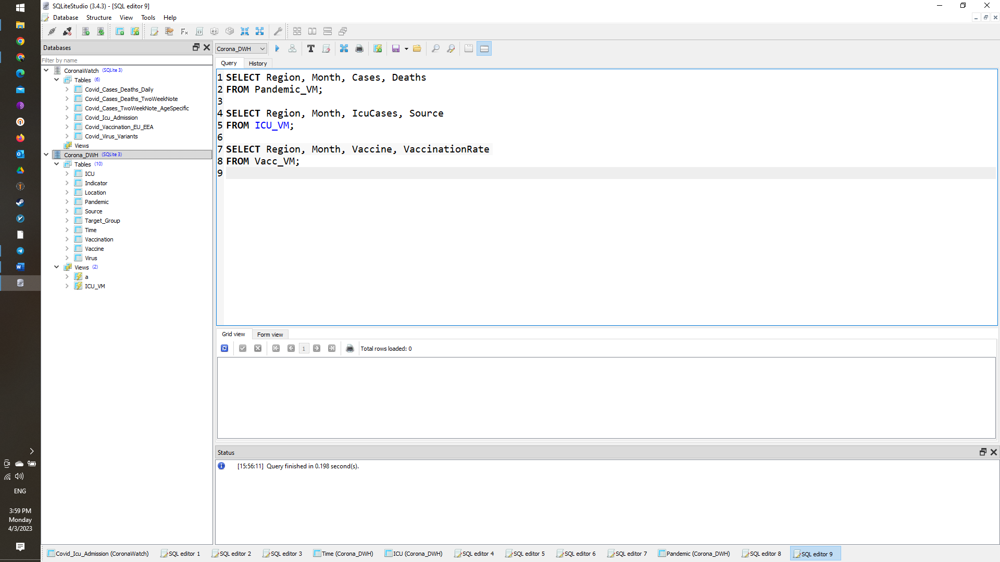 SQLiteStudio (3.4.3) - [SQL editor 9]
Database Structure View Tools Help
Databases
Filter by name
CoronaWatch (SQLite 3)
Tables (6)
Covid_Cases_Deaths_Daily
Covid_Cases_Deaths_TwoWeekNote
Covid_Cases_TwoWeekNote_AgeSpecific
Covid_Icu_Admission
Covid_Vaccination_EU_EEA
Covid_Virus_Variants
Views
Corona_DWH (SQLite 3)
Tables (10)
ICU
Indicator
Location
Pandemic
Source
Target_Group
Time
Vaccination
Vaccine
Virus
Views (2)
a
ICU_VM
Corona_DWH
Query History
1 SELECT Region, Month, Cases, Deaths
2 FROM Pandemic_VM;
3
4 SELECT Region, Month, IcuCases, Source
5 FROM ICU_VM;
6
7 SELECT Region, Month, Vaccine, VaccinationRate
8 FROM Vacc_VM;
9
Grid view Form view
1 Total rows loaded: 0
Status
[15:56:11] Query finished in 0.198 second(s).
ENG
3:59 PM
Monday
4/3/2023
Covid_Icu_Admission (CoronaWatch) SQL editor 1 SQL editor 2 SQL editor 3 Time (Corona_DWH) ICU (Corona_DWH) SQL editor 4 SQL editor 5 SQL editor 6 SQL editor 7 Pandemic (Corona_DWH) SQL editor 8 SQL editor 9